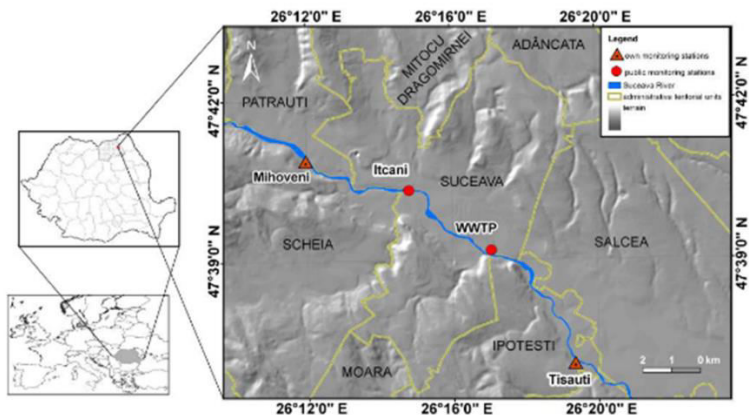 26°12'0" E
26°16'0" E
26°20'0" E
N
47°42'0" N
47°39'0" N
47°42'0" N
47°39'0" N
ADÂNCATA
MITOCU
DRAGOMIRNEI
PATRAUTI
Legend
own monitoring stations
public monitoring stations
Suceava River
administrative teritorial units
terrain
Mihoveni
Itcani
SUCEAVA
WWTP
SCHEIA
SALCEA
IPOTESTI
MOARA
Tisauti
2 1 0 km
26°12'0" E
26°16'0" E
26°20'0" E